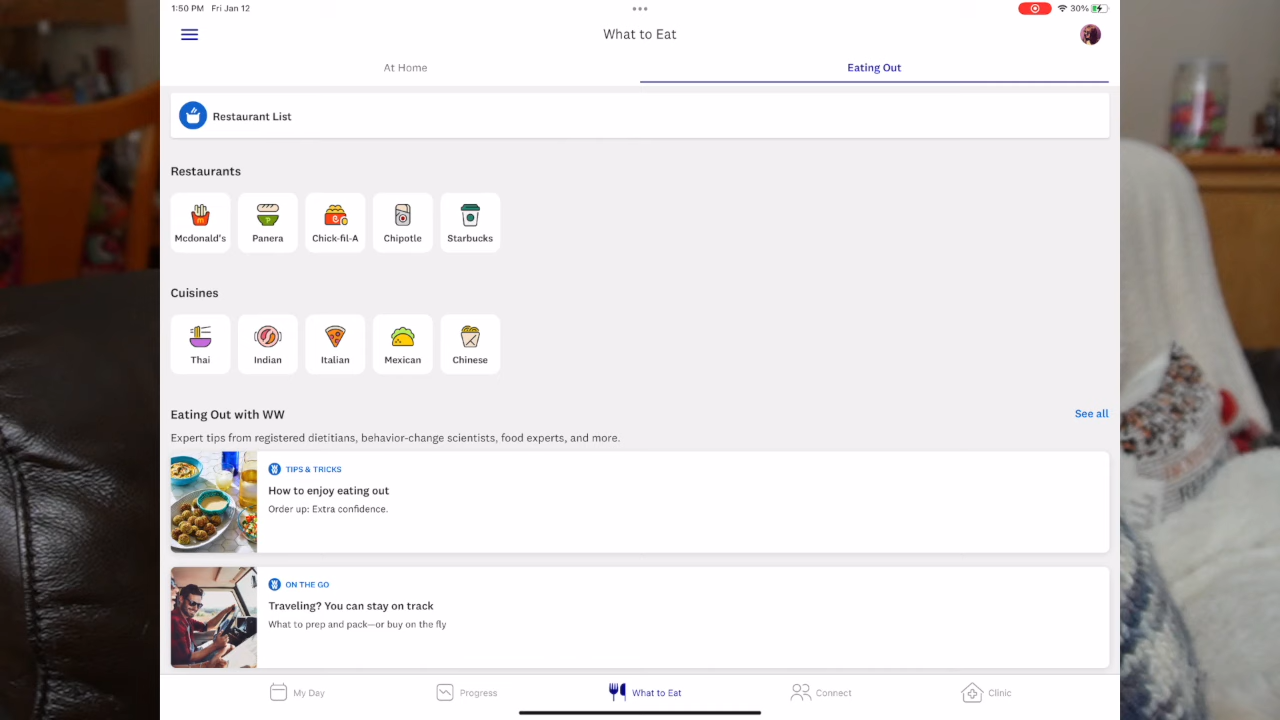 1:50 PM Fri Jan 12
30%
What to Eat
At Home
Eating Out
Restaurant List
Restaurants
Mcdonald's Panera Chick-fil-A Chipotle Starbucks
Cuisines
Thai Indian Italian Mexican Chinese
Eating Out with WW
See all
Expert tips from registered dietitians, behavior-change scientists, food experts, and more.
TIPS & TRICKS
How to enjoy eating out
Order up: Extra confidence.
ON THE GO
Traveling? You can stay on track
What to prep and pack—or buy on the fly
My Day Progress What to Eat Connect Clinic